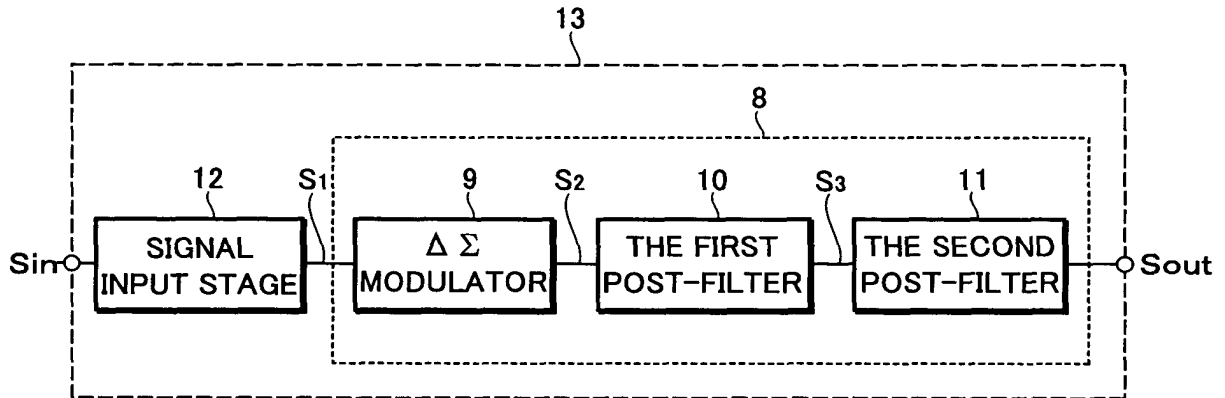 13
8
12
S1
9
S2
10
S3
11
Sin
SIGNAL
INPUT STAGE
Δ Σ
MODULATOR
THE FIRST
POST-FILTER
THE SECOND
POST-FILTER
Sout